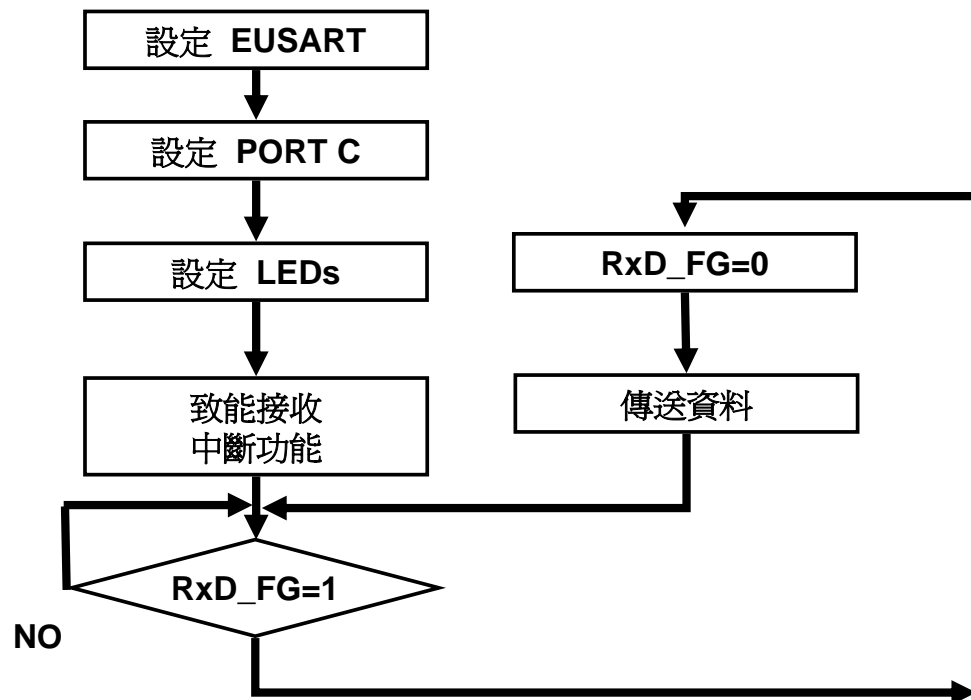 設定 EUSART
設定 PORT C
設定 LEDs
致能接收
中斷功能
RxD_FG=1
NO
RxD_FG=0
傳送資料